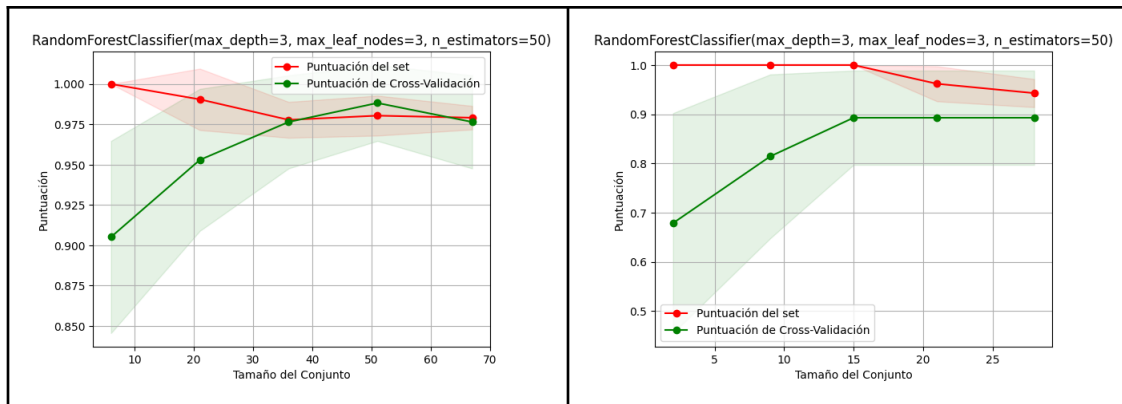 RandomForestClassifier(max_depth=3, max_leaf_nodes=3, n_estimators=50)
Puntuación del set
Puntuación de Cross-Validación
1.000
0.975
0.950
0.925
0.900
0.875
0.850
Puntuación
10 20 30 40 50 60 70
Tamaño del Conjunto
RandomForestClassifier(max_depth=3, max_leaf_nodes=3, n_estimators=50)
1.0
0.9
0.8
0.7
0.6
0.5
Puntuación
Puntuación del set
Puntuación de Cross-Validación
5 10 15 20 25
Tamaño del Conjunto